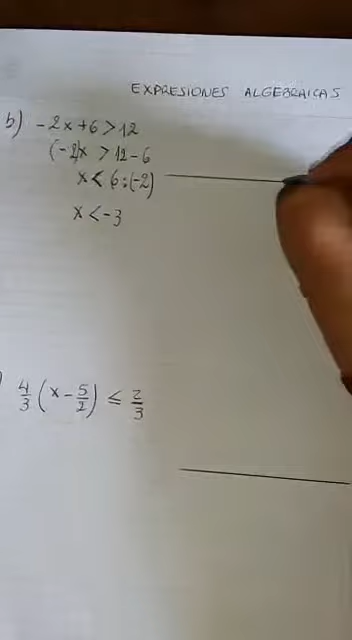 EXPRESIONES ALGEBRAICAS
b) -2x+6>12
(-2)x > 12-6
x < 6:(-2)
x < -3
) 4/3 (x - 5/2) ≤ 2/3